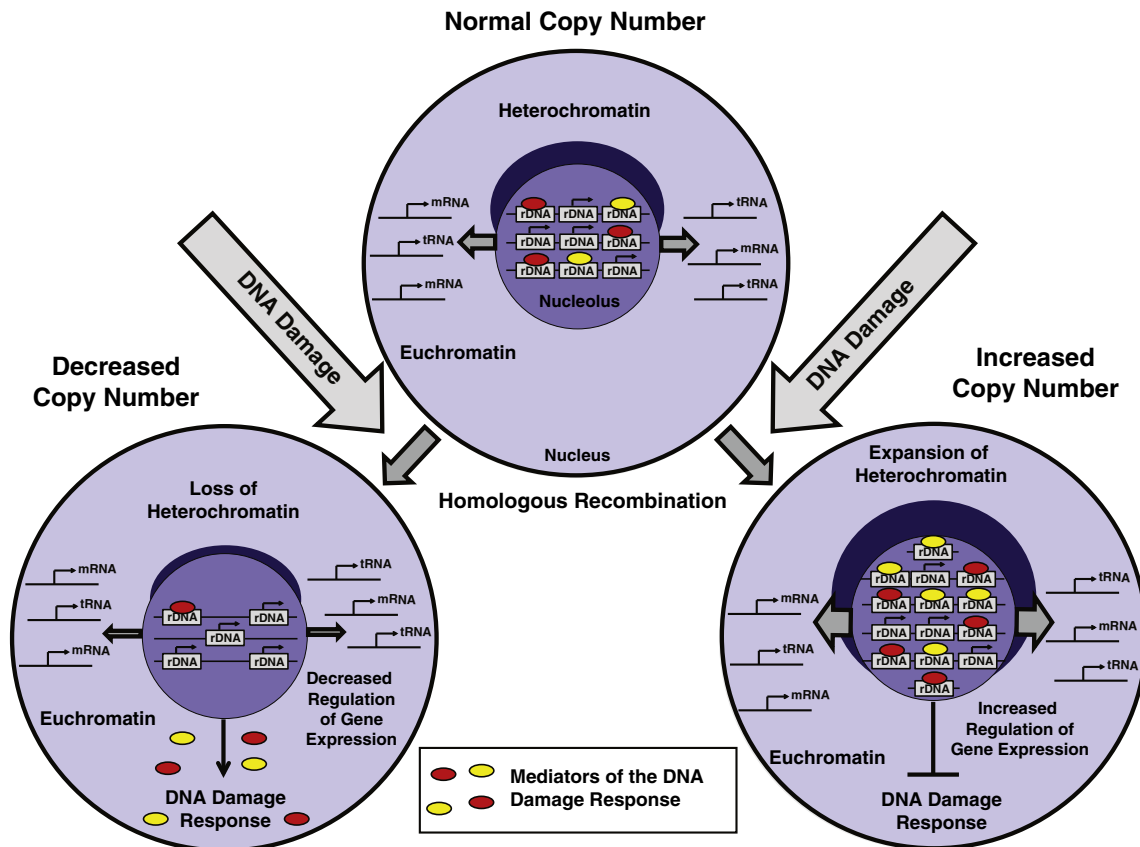 Normal Copy Number
Heterochromatin
mRNA
tRNA
mRNA
rDNA rDNA rDNA
rDNA rDNA rDNA
rDNA rDNA rDNA
Nucleolus
tRNA
mRNA
tRNA
Euchromatin
Nucleus
DNA Damage
DNA Damage
Decreased
Copy Number
Increased
Copy Number
Homologous Recombination
Loss of
Heterochromatin
mRNA
tRNA
mRNA
rDNA rDNA
rDNA
rDNA rDNA
tRNA
mRNA
tRNA
Euchromatin
Decreased
Regulation
of Gene
Expression
DNA Damage
Response
Mediators of the DNA
Damage Response
Expansion of
Heterochromatin
mRNA
tRNA
mRNA
rDNA
rDNA rDNA rDNA
rDNA rDNA rDNA
rDNA rDNA rDNA
rDNA rDNA rDNA
rDNA
tRNA
mRNA
tRNA
Euchromatin
Increased
Regulation of
Gene Expression
DNA Damage
Response